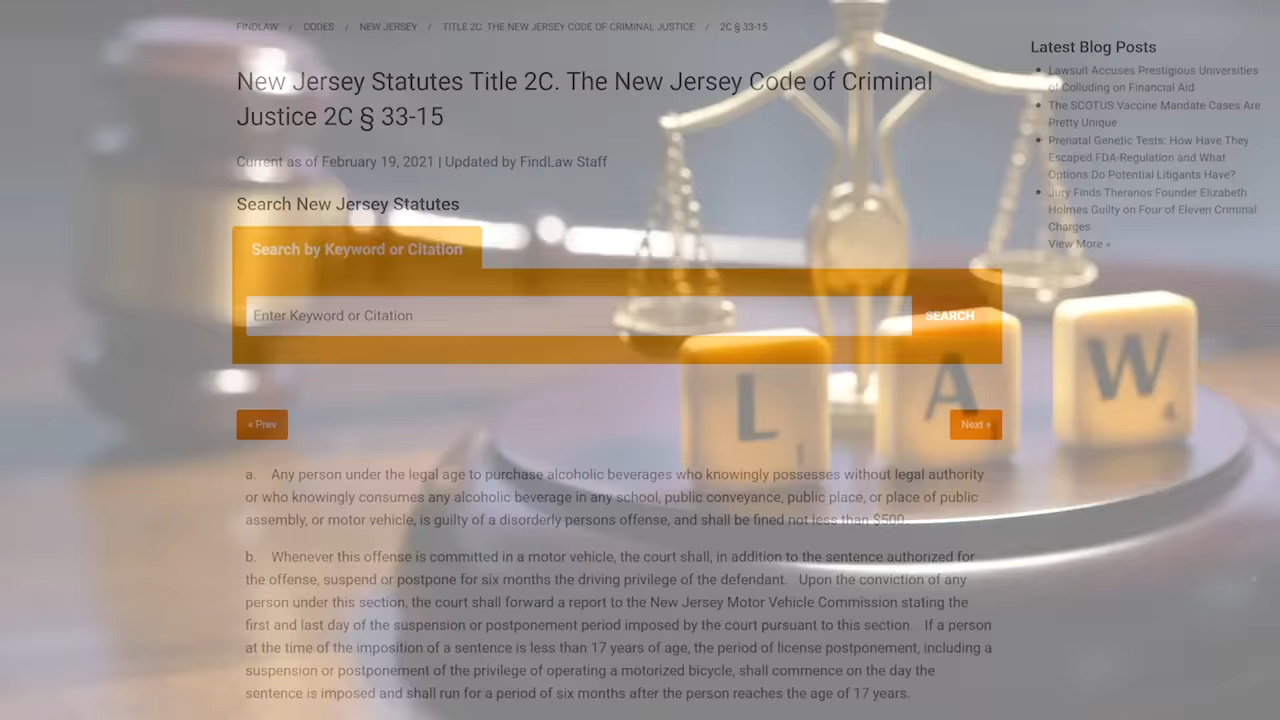 FINDLAW / CODES / NEW JERSEY / TITLE 2C. THE NEW JERSEY CODE OF CRIMINAL JUSTICE / 2C § 33-15
New Jersey Statutes Title 2C. The New Jersey Code of Criminal
Justice 2C § 33-15
Current as of February 19, 2021 | Updated by FindLaw Staff
Search New Jersey Statutes
Search by Keyword or Citation
Enter Keyword or Citation
SEARCH
« Prev
Next »
a. Any person under the legal age to purchase alcoholic beverages who knowingly possesses without legal authority
or who knowingly consumes any alcoholic beverage in any school, public conveyance, public place, or place of public
assembly, or motor vehicle, is guilty of a disorderly persons offense, and shall be fined not less than $500.
b. Whenever this offense is committed in a motor vehicle, the court shall, in addition to the sentence authorized for
the offense, suspend or postpone for six months the driving privilege of the defendant. Upon the conviction of any
person under this section, the court shall forward a report to the New Jersey Motor Vehicle Commission stating the
first and last day of the suspension or postponement period imposed by the court pursuant to this section. If a person
at the time of the imposition of a sentence is less than 17 years of age, the period of license postponement, including a
suspension or postponement of the privilege of operating a motorized bicycle, shall commence on the day the
sentence is imposed and shall run for a period of six months after the person reaches the age of 17 years.
Latest Blog Posts
Lawsuit Accuses Prestigious Universities
of Colluding on Financial Aid
The SCOTUS Vaccine Mandate Cases Are
Pretty Unique
Prenatal Genetic Tests: How Have They
Escaped FDA-Regulation and What
Options Do Potential Litigants Have?
Jury Finds Theranos Founder Elizabeth
Holmes Guilty on Four of Eleven Criminal
Charges
View More »
L 1 A 1 W 4